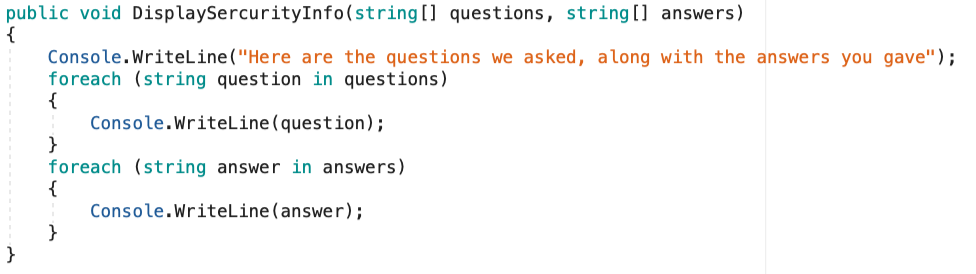 public void DisplaySercurityInfo(string[] questions, string[] answers)
{
    Console.WriteLine("Here are the questions we asked, along with the answers you gave");
    foreach (string question in questions)
    {
        Console.WriteLine(question);
    }
    foreach (string answer in answers)
    {
        Console.WriteLine(answer);
    }
}